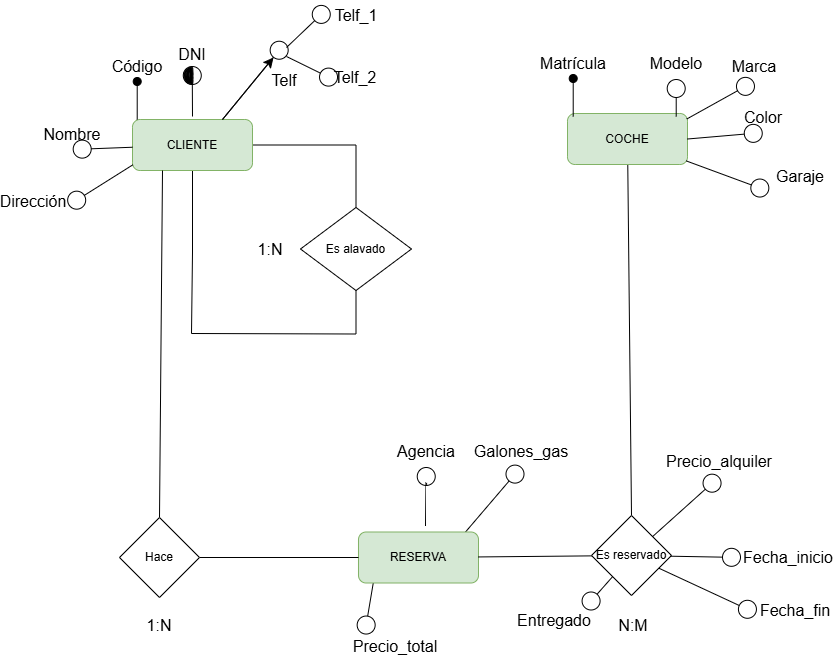 Telf_1
DNI
Código
Telf
Telf_2
Matrícula
Modelo
Marca
Nombre
CLIENTE
COCHE
Color
Garaje
Dirección
1:N
Es alavado
Agencia
Galones_gas
Precio_alquiler
Hace
RESERVA
Es reservado
Fecha_inicio
Entregado
Fecha_fin
1:N
Precio_total
N:M